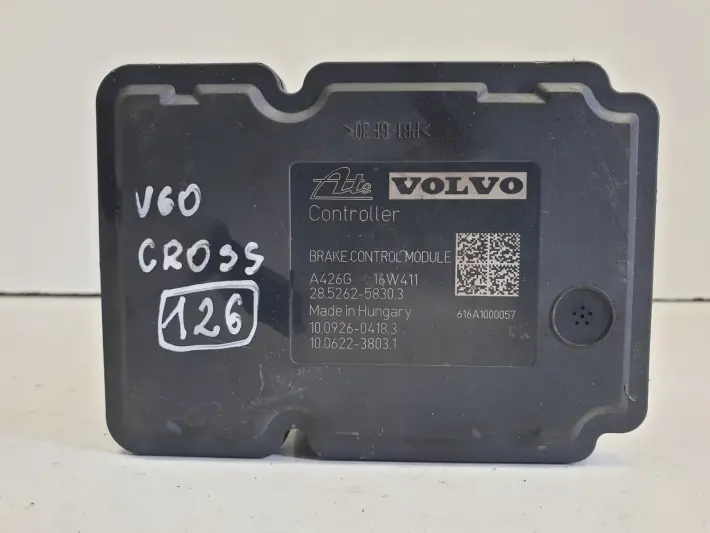 >PBT-GF30<
Ate VOLVO
Controller
BRAKE CONTROL MODULE
A426G 16W411
28.5262-5830.3
Made in Hungary
616A1000057
10.0926-0418.3
10.0622-3803.1
V60
CROSS
126